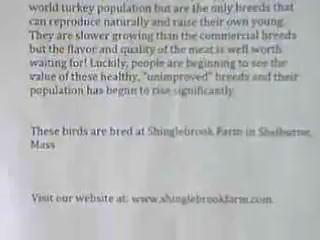 world turkey population but are the only breeds that
can reproduce naturally and raise their own young.
They are slower growing than the commercial breeds
but the flavor and quality of the meat is well worth
waiting for! Luckily, people are beginning to see the
value of these healthy, "unimproved" breeds and their
population has begun to rise significantly.
These birds are bred at Shinglebrook Farm in Shelburne,
Mass
Visit our website at: www.shinglebrookfarm.com